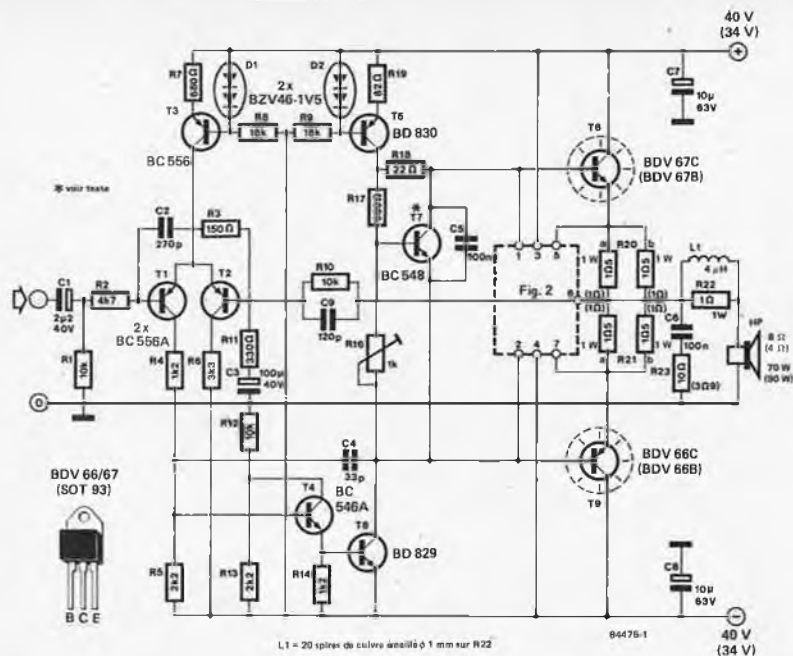 40 V
(34 V)
+
R7
680Ω
D1
D2
R19
82Ω
C7
10µ
63V
2x
BZV46-1V5
T3
R8
18k
R9
18k
T5
BD 830
BC 556
R18
22Ω
T6
BDV 67C
(BDV 67B)
* voir texte
R17
*
T7
BC 548
C5
100n
C2
270p
R3
150Ω
1 3 5
a R20 b
1 W
1Ω5
1Ω5
1 W
L1
4µH
C1
2µ2
40V
R2
4k7
T1
T2
R10
10k
C9
120p
Fig. 2
6
(1Ω)
(1Ω)
R22
1Ω
1W
2x
BC 556A
R11
330Ω
(1Ω)
(1Ω)
C6
100n
HP
8 Ω
(4 Ω)
70 W
(90 W)
R1
10k
R4
1k2
R6
3k3
C3
100µ
40V
R16
1k
2 4 7
1 W
1Ω5
1Ω5
1 W
a R21 b
R23
10Ω
(3Ω9)
0
R12
10k
C4
33p
BDV 66C
(BDV 66B)
T9
BDV 66/67
(SOT 93)
T4
BC
546A
T8
BD 829
R5
2k2
R13
2k2
R14
1k2
C8
10µ
63V
B C E
L1 = 20 spires de cuivre émaillé ϕ 1 mm sur R22
84475-1
−
40 V
(34 V)